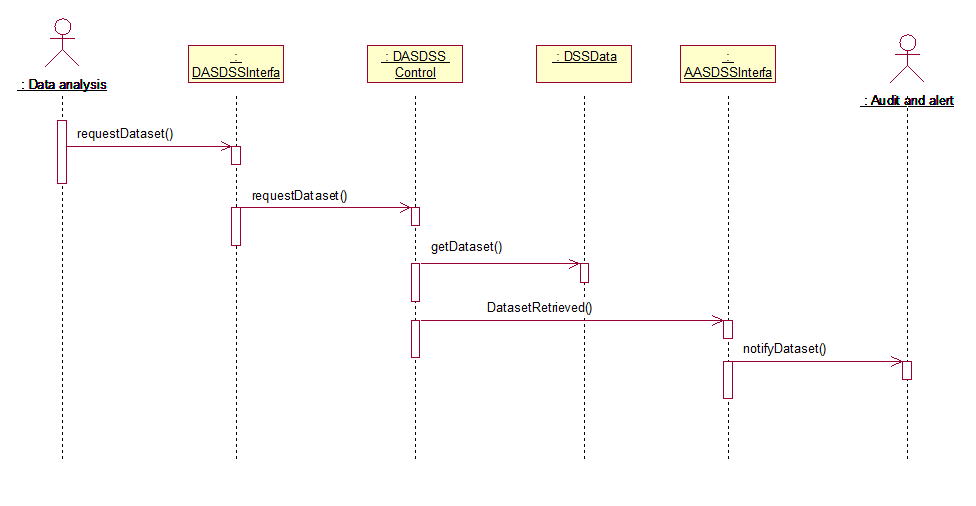 : Data analysis
:
DASDSSInterfa
: DASDSS
Control
: DSSData
:
AASDSSInterfa
: Audit and alert
requestDataset()
requestDataset()
getDataset()
DatasetRetrieved()
notifyDataset()